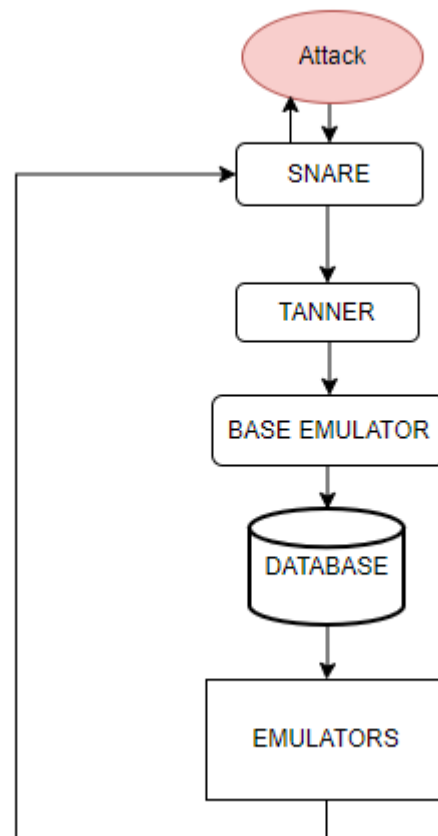 Attack
SNARE
TANNER
BASE EMULATOR
DATABASE
EMULATORS